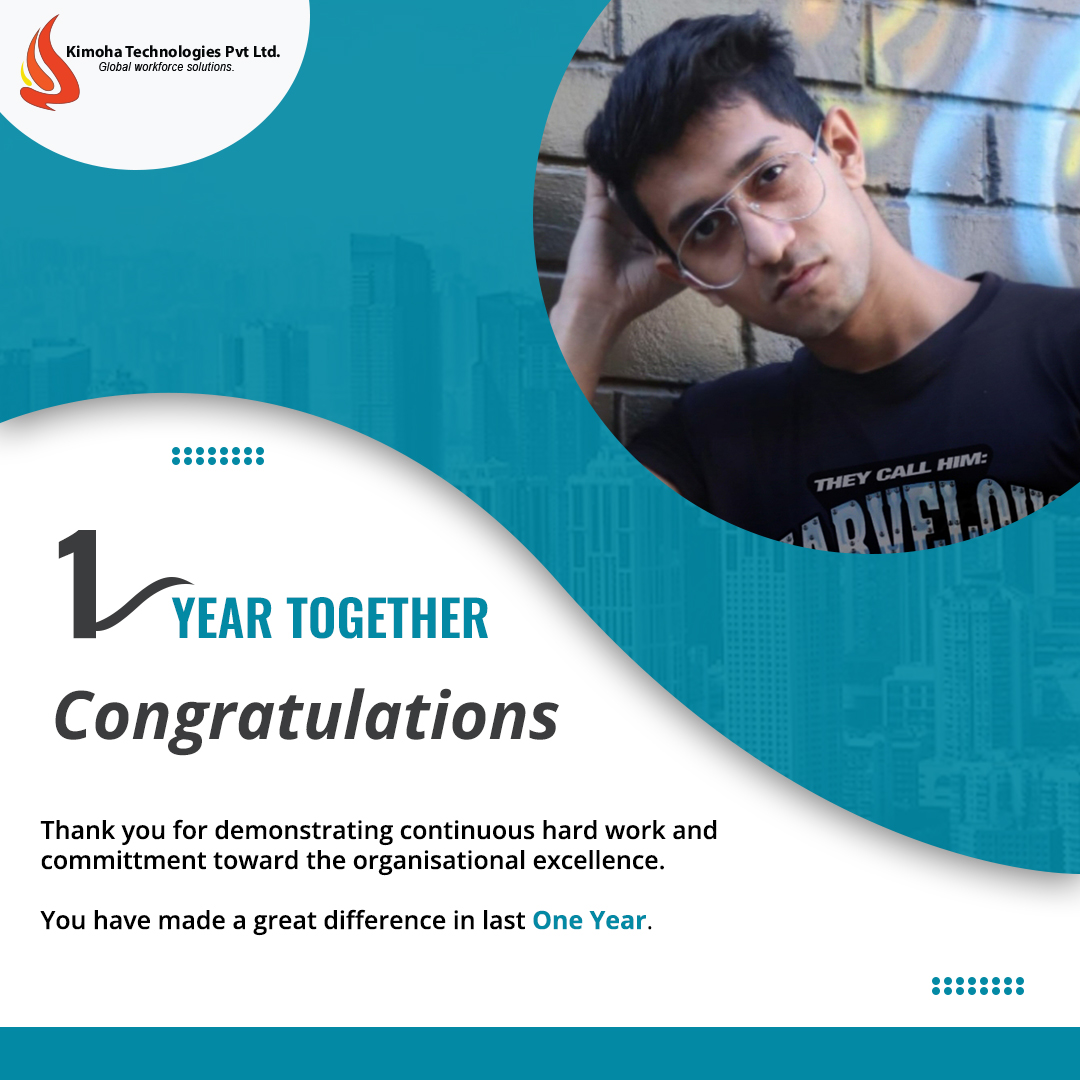 Kimoha Technologies Pvt Ltd.
Global workforce solutions.
THEY CALL HIM:
1 YEAR TOGETHER
Congratulations
Thank you for demonstrating continuous hard work and
committment toward the organisational excellence.
You have made a great difference in last One Year.